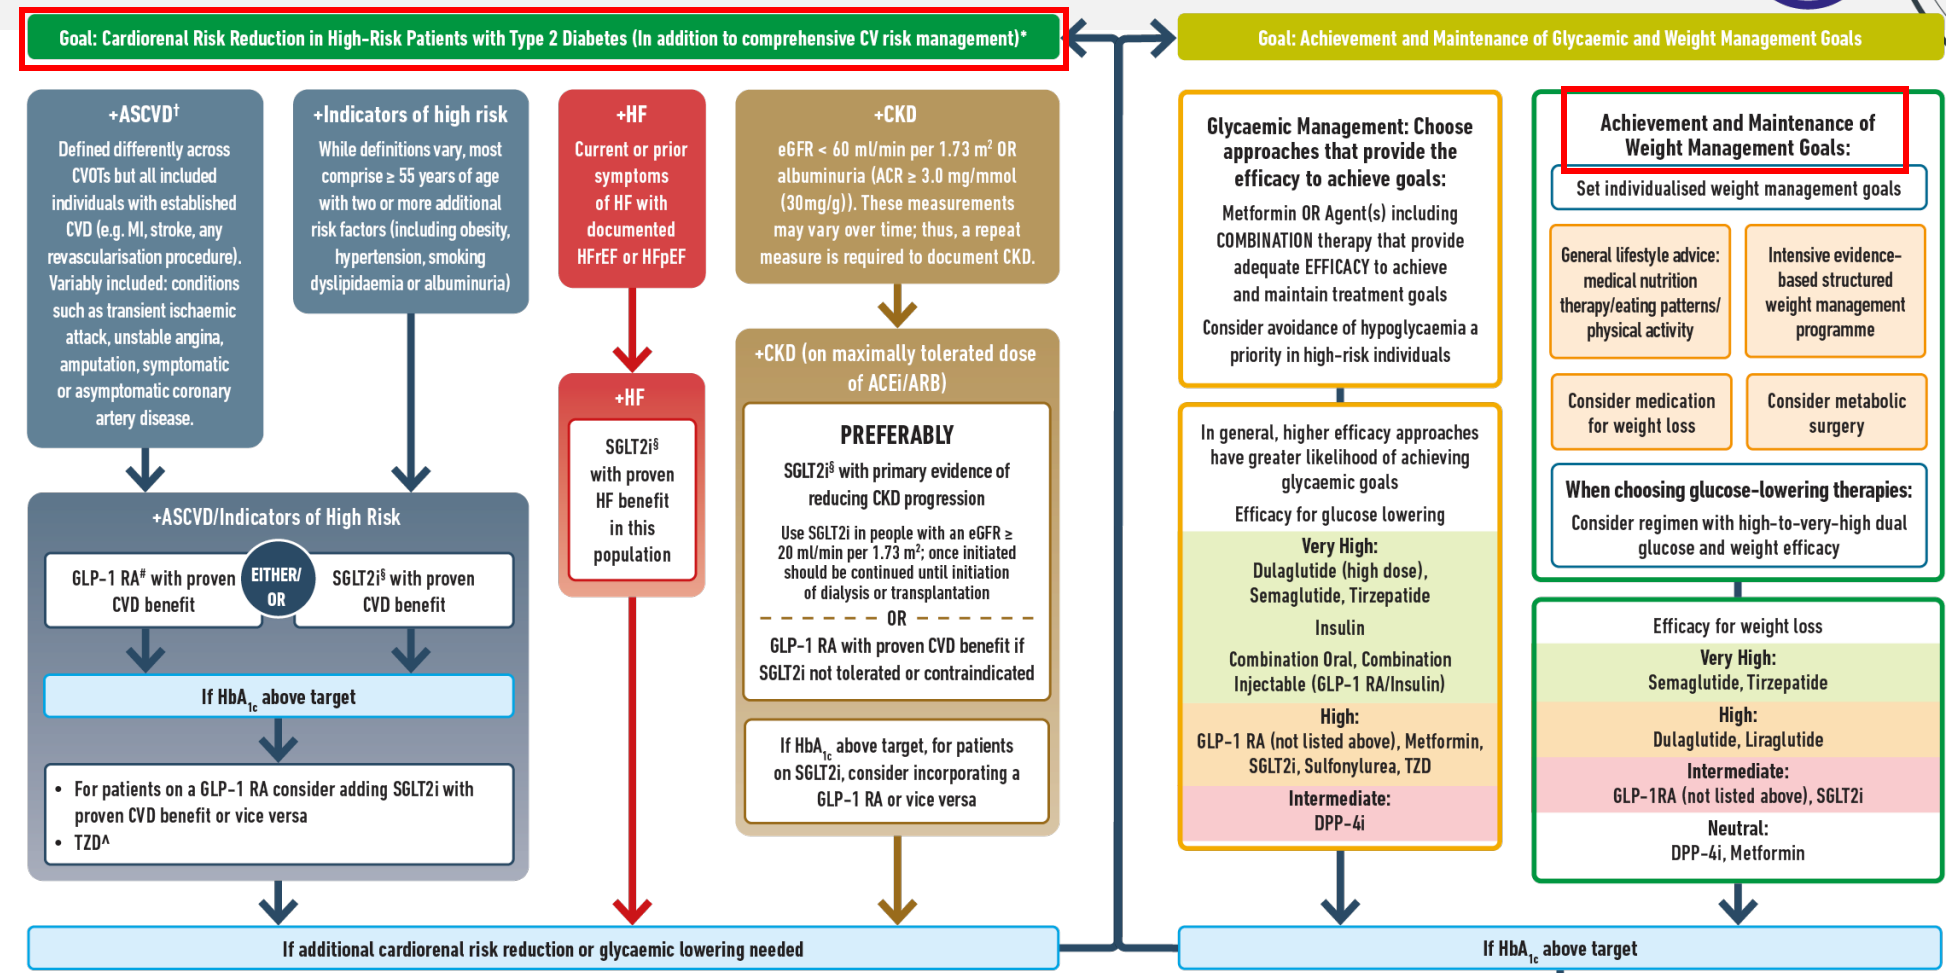 Goal: Cardiorenal Risk Reduction in High-Risk Patients with Type 2 Diabetes (In addition to comprehensive CV risk management)*
+ASCVD†
Defined differently across
CVOTs but all included
individuals with established
CVD (e.g. MI, stroke, any
revascularisation procedure).
Variably included: conditions
such as transient ischaemic
attack, unstable angina,
amputation, symptomatic
or asymptomatic coronary
artery disease.
+Indicators of high risk
While definitions vary, most
comprise ≥ 55 years of age
with two or more additional
risk factors (including obesity,
hypertension, smoking
dyslipidaemia or albuminuria)
+ASCVD/Indicators of High Risk
GLP-1 RA# with proven
CVD benefit
EITHER/
OR
SGLT2i§ with proven
CVD benefit
If HbA1c above target
• For patients on a GLP-1 RA consider adding SGLT2i with
proven CVD benefit or vice versa
• TZD^
+HF
Current or prior
symptoms
of HF with
documented
HFrEF or HFpEF
+HF
SGLT2i§
with proven
HF benefit
in this
population
+CKD
eGFR < 60 ml/min per 1.73 m² OR
albuminuria (ACR ≥ 3.0 mg/mmol
(30mg/g)). These measurements
may vary over time; thus, a repeat
measure is required to document CKD.
+CKD (on maximally tolerated dose
of ACEi/ARB)
PREFERABLY
SGLT2i§ with primary evidence of
reducing CKD progression
Use SGLT2i in people with an eGFR ≥
20 ml/min per 1.73 m²; once initiated
should be continued until initiation
of dialysis or transplantation
OR
GLP-1 RA with proven CVD benefit if
SGLT2i not tolerated or contraindicated
If HbA1c above target, for patients
on SGLT2i, consider incorporating a
GLP-1 RA or vice versa
If additional cardiorenal risk reduction or glycaemic lowering needed
Goal: Achievement and Maintenance of Glycaemic and Weight Management Goals
Glycaemic Management: Choose
approaches that provide the
efficacy to achieve goals:
Metformin OR Agent(s) including
COMBINATION therapy that provide
adequate EFFICACY to achieve
and maintain treatment goals
Consider avoidance of hypoglycaemia a
priority in high-risk individuals
In general, higher efficacy approaches
have greater likelihood of achieving
glycaemic goals
Efficacy for glucose lowering
Very High:
Dulaglutide (high dose),
Semaglutide, Tirzepatide
Insulin
Combination Oral, Combination
Injectable (GLP-1 RA/Insulin)
High:
GLP-1 RA (not listed above), Metformin,
SGLT2i, Sulfonylurea, TZD
Intermediate:
DPP-4i
Achievement and Maintenance of
Weight Management Goals:
Set individualised weight management goals
General lifestyle advice:
medical nutrition
therapy/eating patterns/
physical activity
Intensive evidence-
based structured
weight management
programme
Consider medication
for weight loss
Consider metabolic
surgery
When choosing glucose-lowering therapies:
Consider regimen with high-to-very-high dual
glucose and weight efficacy
Efficacy for weight loss
Very High:
Semaglutide, Tirzepatide
High:
Dulaglutide, Liraglutide
Intermediate:
GLP-1RA (not listed above), SGLT2i
Neutral:
DPP-4i, Metformin
If HbA1c above target